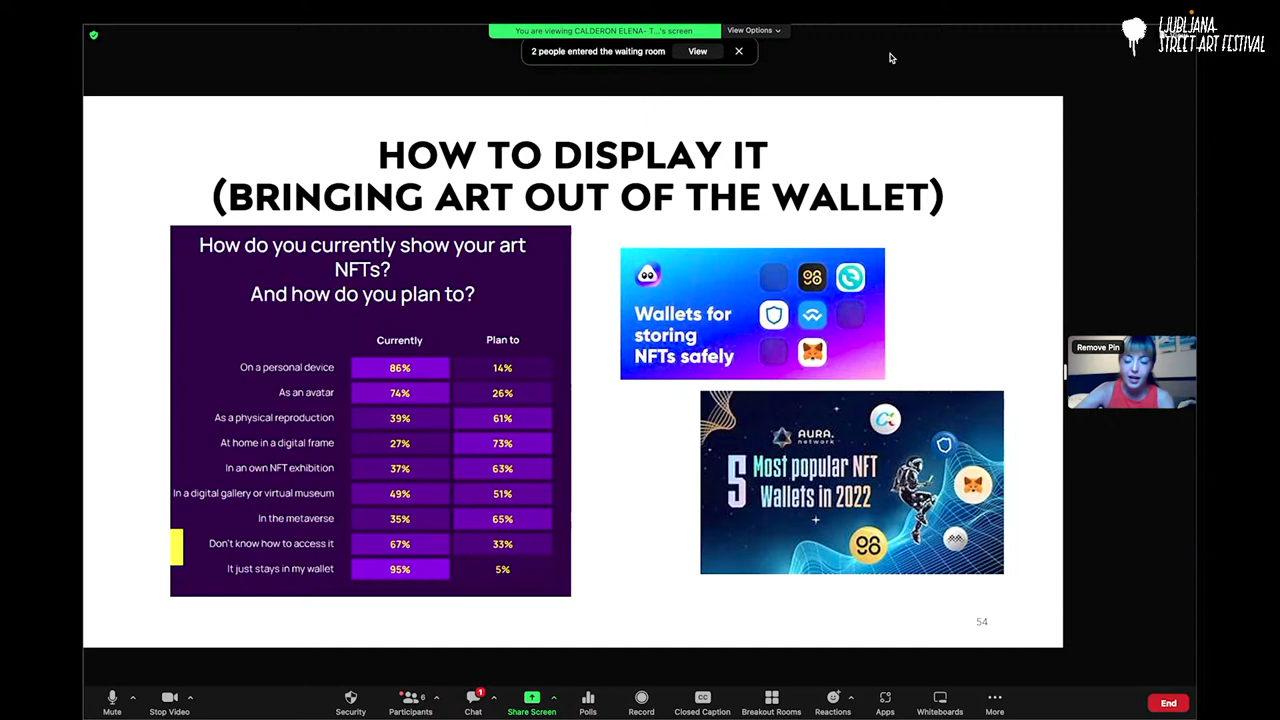 You are viewing CALDERON ELENA- T...'s screen
View Options
2 people entered the waiting room
View
LJUBLJANA
STREET ART FESTIVAL
HOW TO DISPLAY IT
(BRINGING ART OUT OF THE WALLET)
How do you currently show your art
NFTs?
And how do you plan to?
Currently Plan to
On a personal device 86% 14%
As an avatar 74% 26%
As a physical reproduction 39% 61%
At home in a digital frame 27% 73%
In an own NFT exhibition 37% 63%
In a digital gallery or virtual museum 49% 51%
In the metaverse 35% 65%
Don't know how to access it 67% 33%
It just stays in my wallet 95% 5%
Wallets for
storing
NFTs safely
AURA.
network
5 Most popular NFT
Wallets in 2022
54
Remove Pin
Mute
Stop Video
Security
Participants 6
Chat 1
Share Screen
Polls
Record
CC
Closed Caption
Breakout Rooms
Reactions
Apps
Whiteboards
More
End